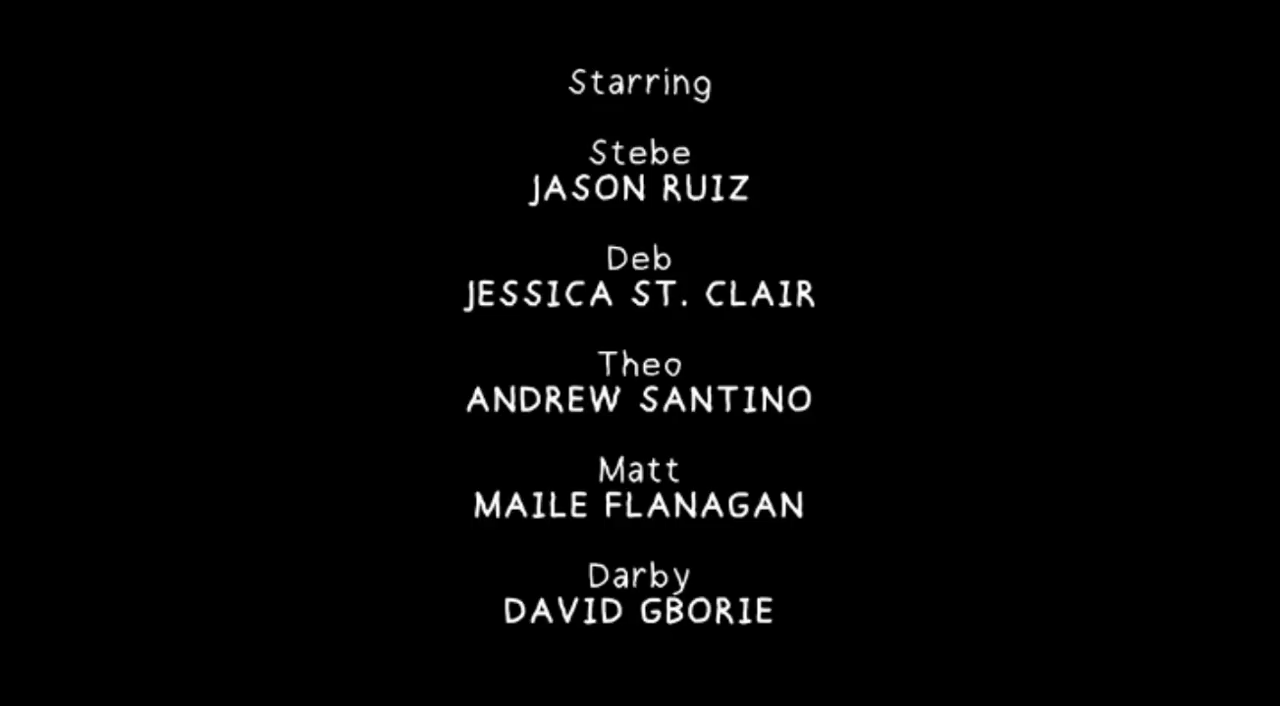 Starring
Stebe
JASON RUIZ
Deb
JESSICA ST. CLAIR
Theo
ANDREW SANTINO
Matt
MAILE FLANAGAN
Darby
DAVID GBORIE